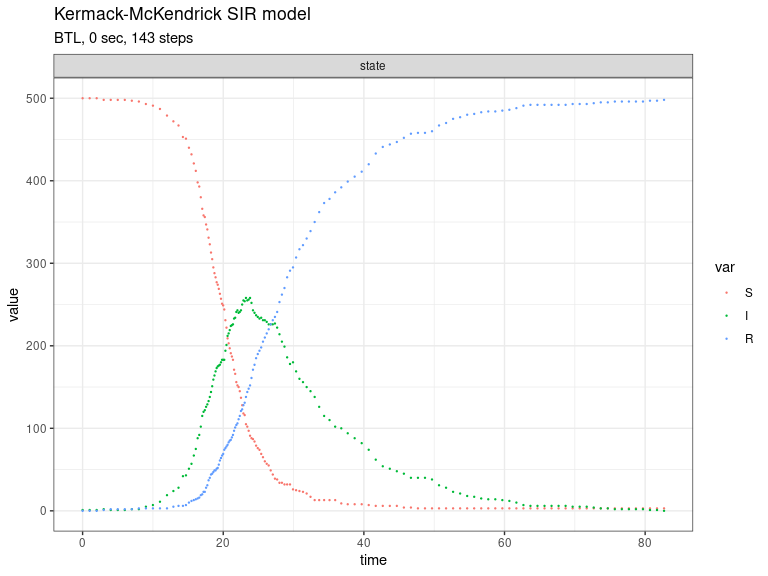 Kermack-McKendrick SIR model
BTL, 0 sec, 143 steps
state
500
400
300
200
100
0
value
0 20 40 60 80
time
var
S
I
R